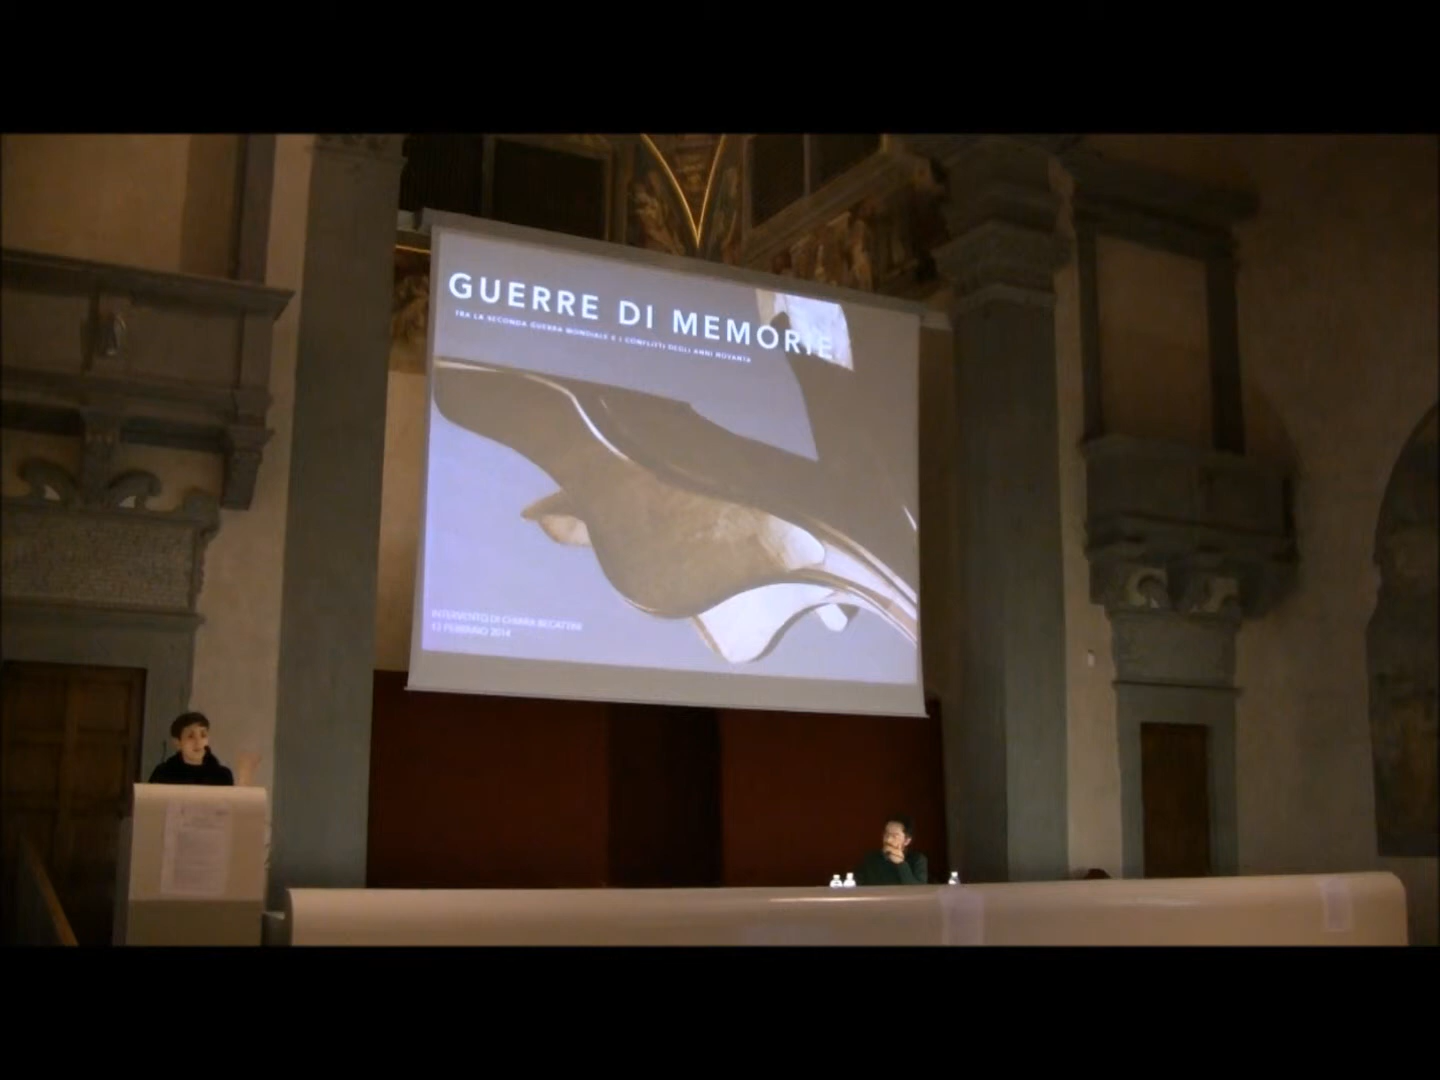 GUERRE DI MEMORIE
TRA LA SECONDA GUERRA MONDIALE E I CONFLITTI DEGLI ANNI NOVANTA
INTERVENTO DI CHIARA BECATTINI
13 FEBBRAIO 2014